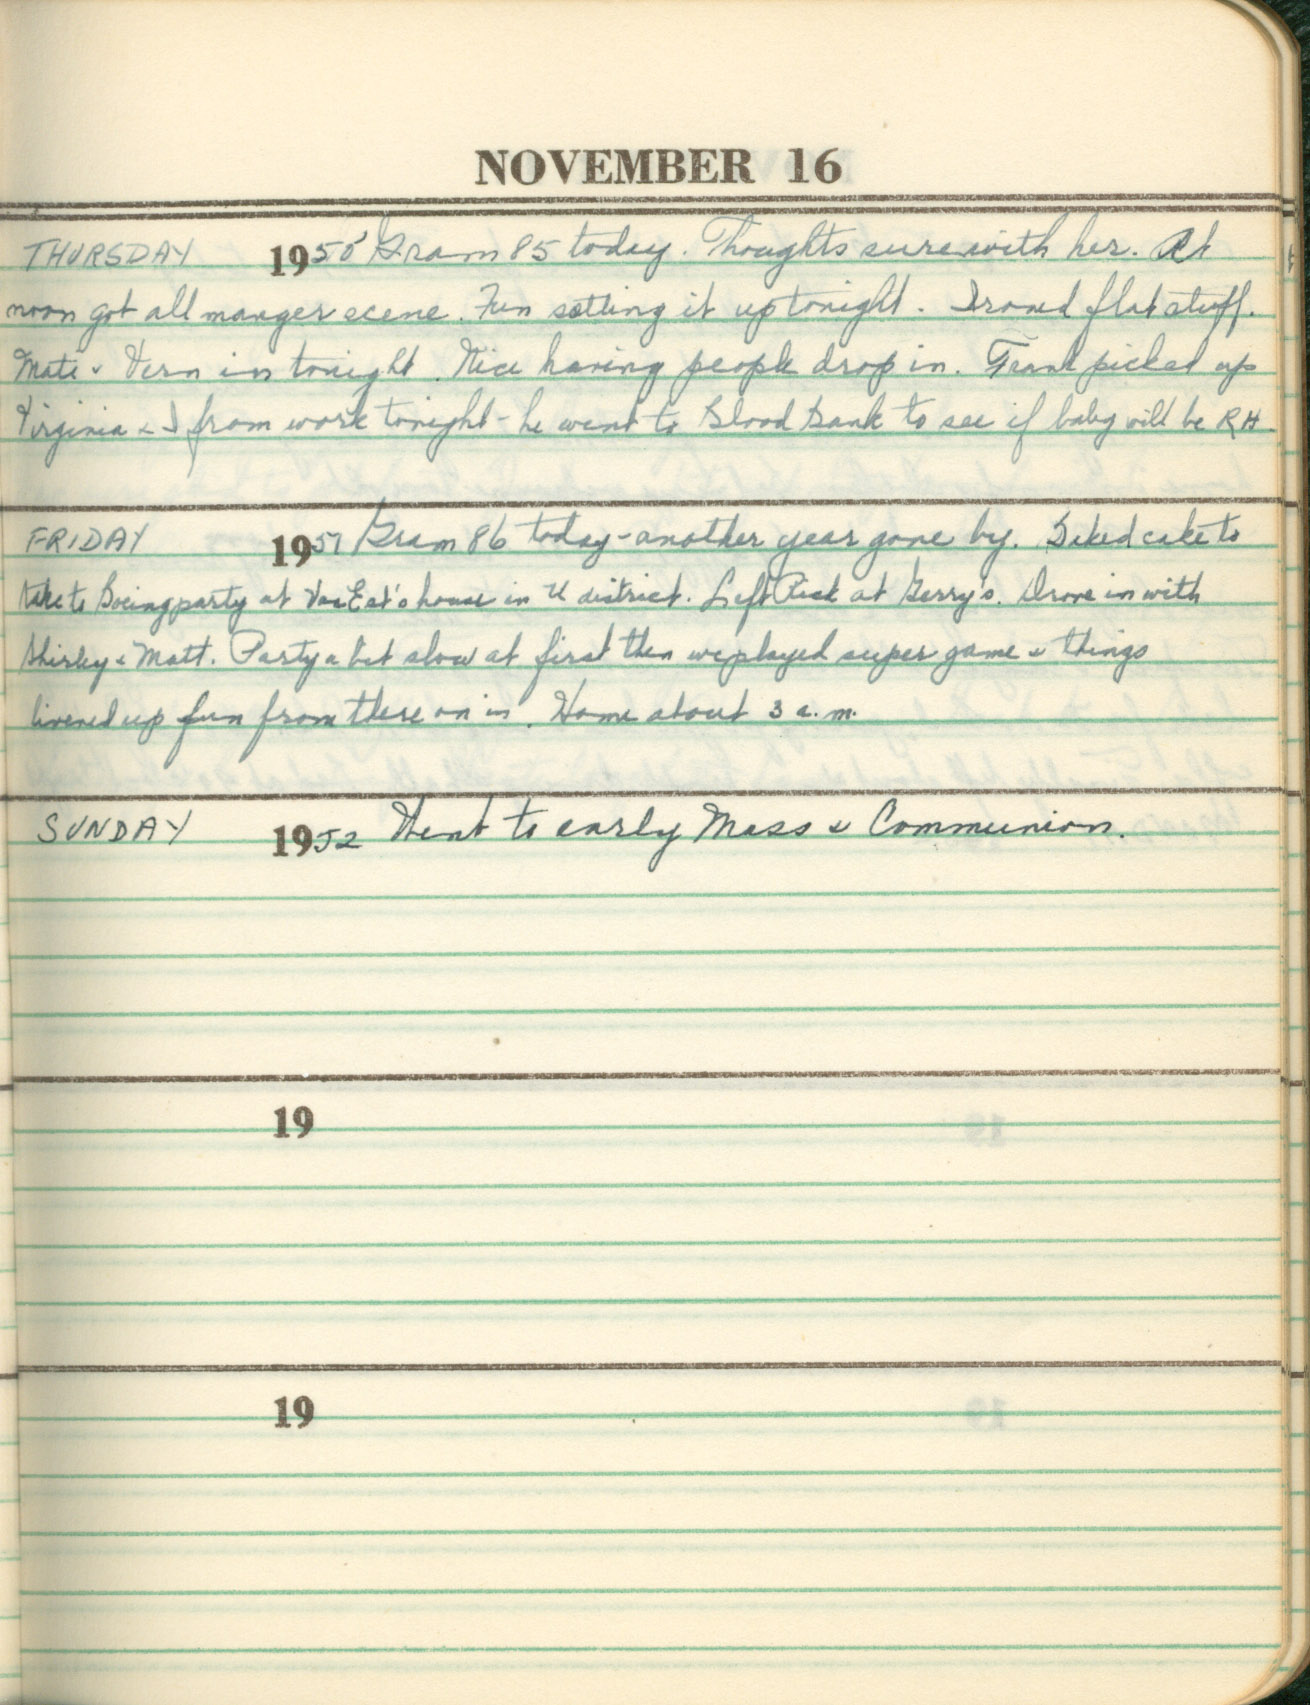 NOVEMBER 16
THURSDAY 1950 Gram 85 today. Thoughts sure with her. At
noon got all manger scene. Fun setting it up tonight. Ironed flat stuff.
Mati & Vern in tonight. Nice having people drop in. Frank picked up
Virginia & I from work tonight - he went to Blood Bank to see if baby will be RH.
FRIDAY 1951 Gram 86 today - another year gone by. Baked cake to
take to Boeing party at house in U district. Left Rick at Gerry's. Drove in with
Shirley & Matt. Party a bit slow at first then we played super game & things
livened up fun from there on in. Home about 3 a.m.
SUNDAY 1952 Went to early Mass & Communion.
19
19